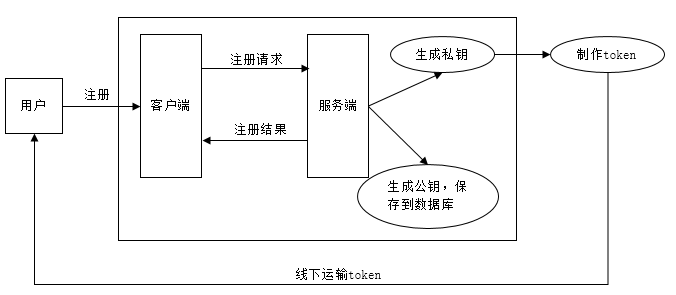 用户
注册
客户端
注册请求
注册结果
服务端
生成私钥
制作token
生成公钥，保
存到数据库
线下运输token